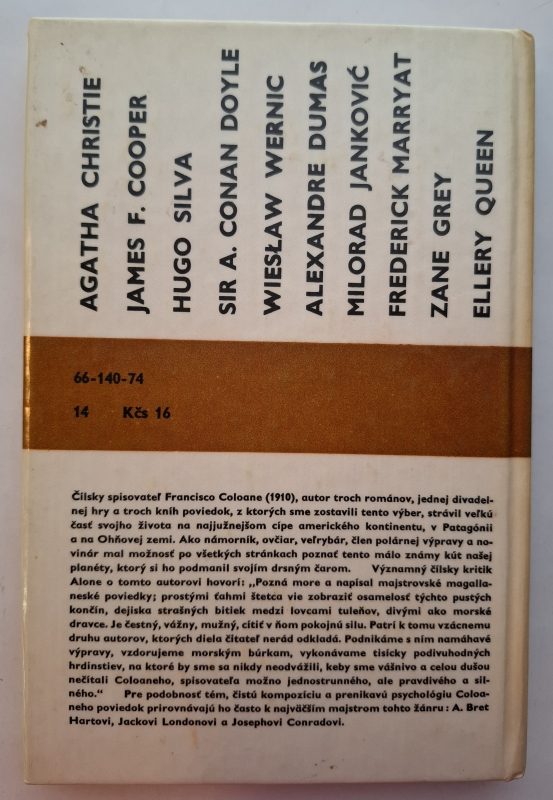 AGATHA CHRISTIE
JAMES F. COOPER
HUGO SILVA
SIR A. CONAN DOYLE
WIESŁAW WERNIC
ALEXANDRE DUMAS
MILORAD JANKOVIĆ
FREDERICK MARRYAT
ZANE GREY
ELLERY QUEEN
66-140-74
14 Kčs 16
Čílsky spisovateľ Francisco Coloane (1910), autor troch románov, jednej divadel-
nej hry a troch kníh poviedok, z ktorých sme zostavili tento výber, strávil veľkú
časť svojho života na najjužnejšom cípe amerického kontinentu, v Patagónii
a na Ohňovej zemi. Ako námorník, ovčiar, veľrybár, člen polárnej výpravy a no-
vinár mal možnosť po všetkých stránkach poznať tento málo známy kút našej
planéty, ktorý si ho podmanil svojím drsným čarom. Významný čílsky kritik
Alone o tomto autorovi hovorí: „Pozná more a napísal majstrovské magalla-
neské poviedky; prostými ťahmi štetca vie zobraziť osamelosť týchto pustých
končín, dejiska strašných bitiek medzi lovcami tuleňov, divými ako morské
dravce. Je čestný, vážny, mužný, cítiť v ňom pokojnú silu. Patrí k tomu vzácnemu
druhu autorov, ktorých diela čitateľ nerád odkladá. Podnikáme s ním namáhavé
výpravy, vzdorujeme morským búrkam, vykonávame tisícky podivuhodných
hrdinstiev, na ktoré by sme sa nikdy neodvážili, keby sme vášnivo a celou dušou
nečítali Coloaneho, spisovateľa možno jednostrunného, ale pravdivého a sil-
ného.“ Pre podobnosť tém, čistú kompozíciu a prenikavú psychológiu Coloa-
neho poviedok prirovnávajú ho často k najväčším majstrom tohto žánru: A. Bret
Hartovi, Jackovi Londonovi a Josephovi Conradovi.